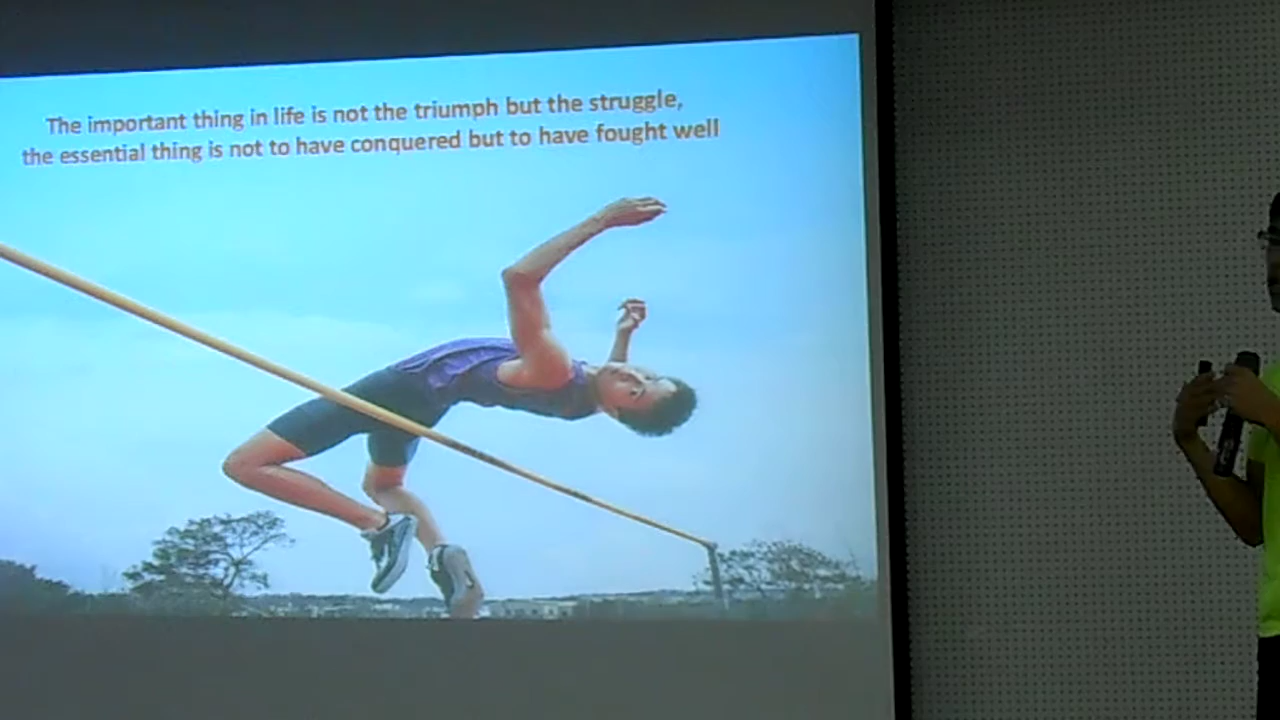 The important thing in life is not the triumph but the struggle,
the essential thing is not to have conquered but to have fought well